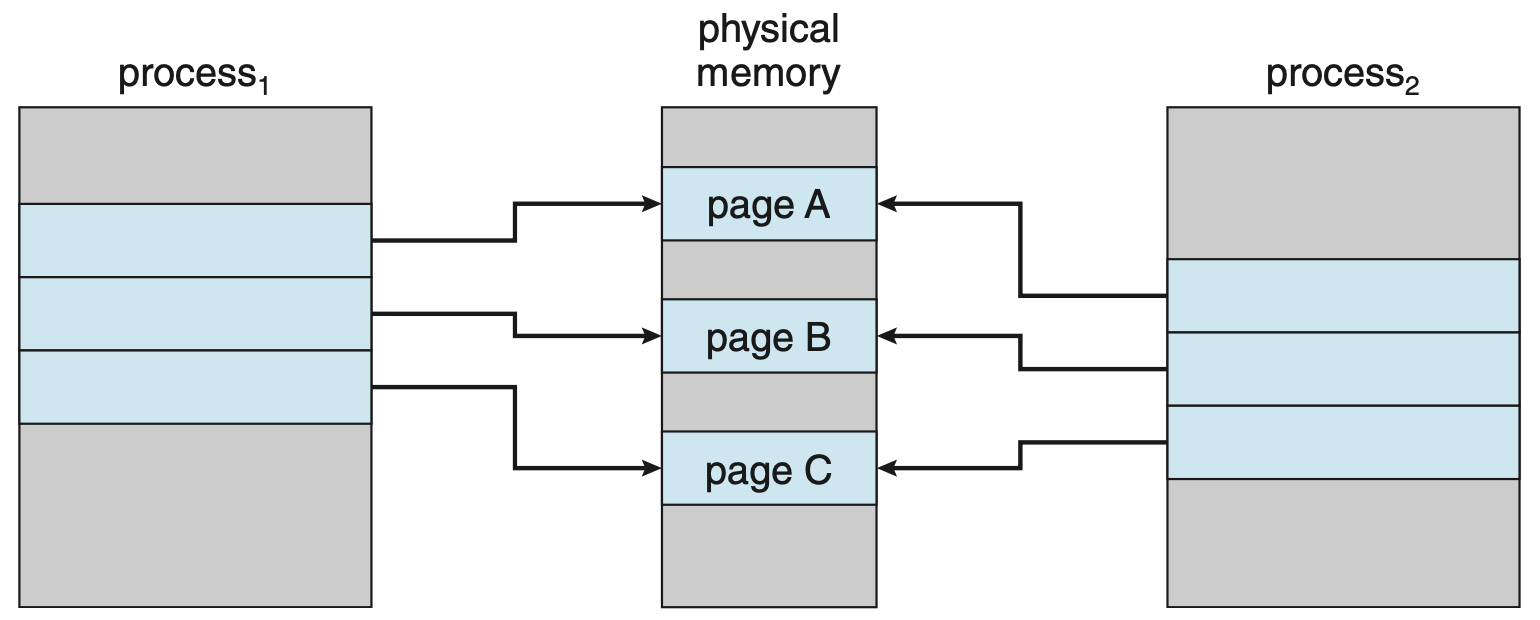 process₁
physical
memory
process₂
page A
page B
page C